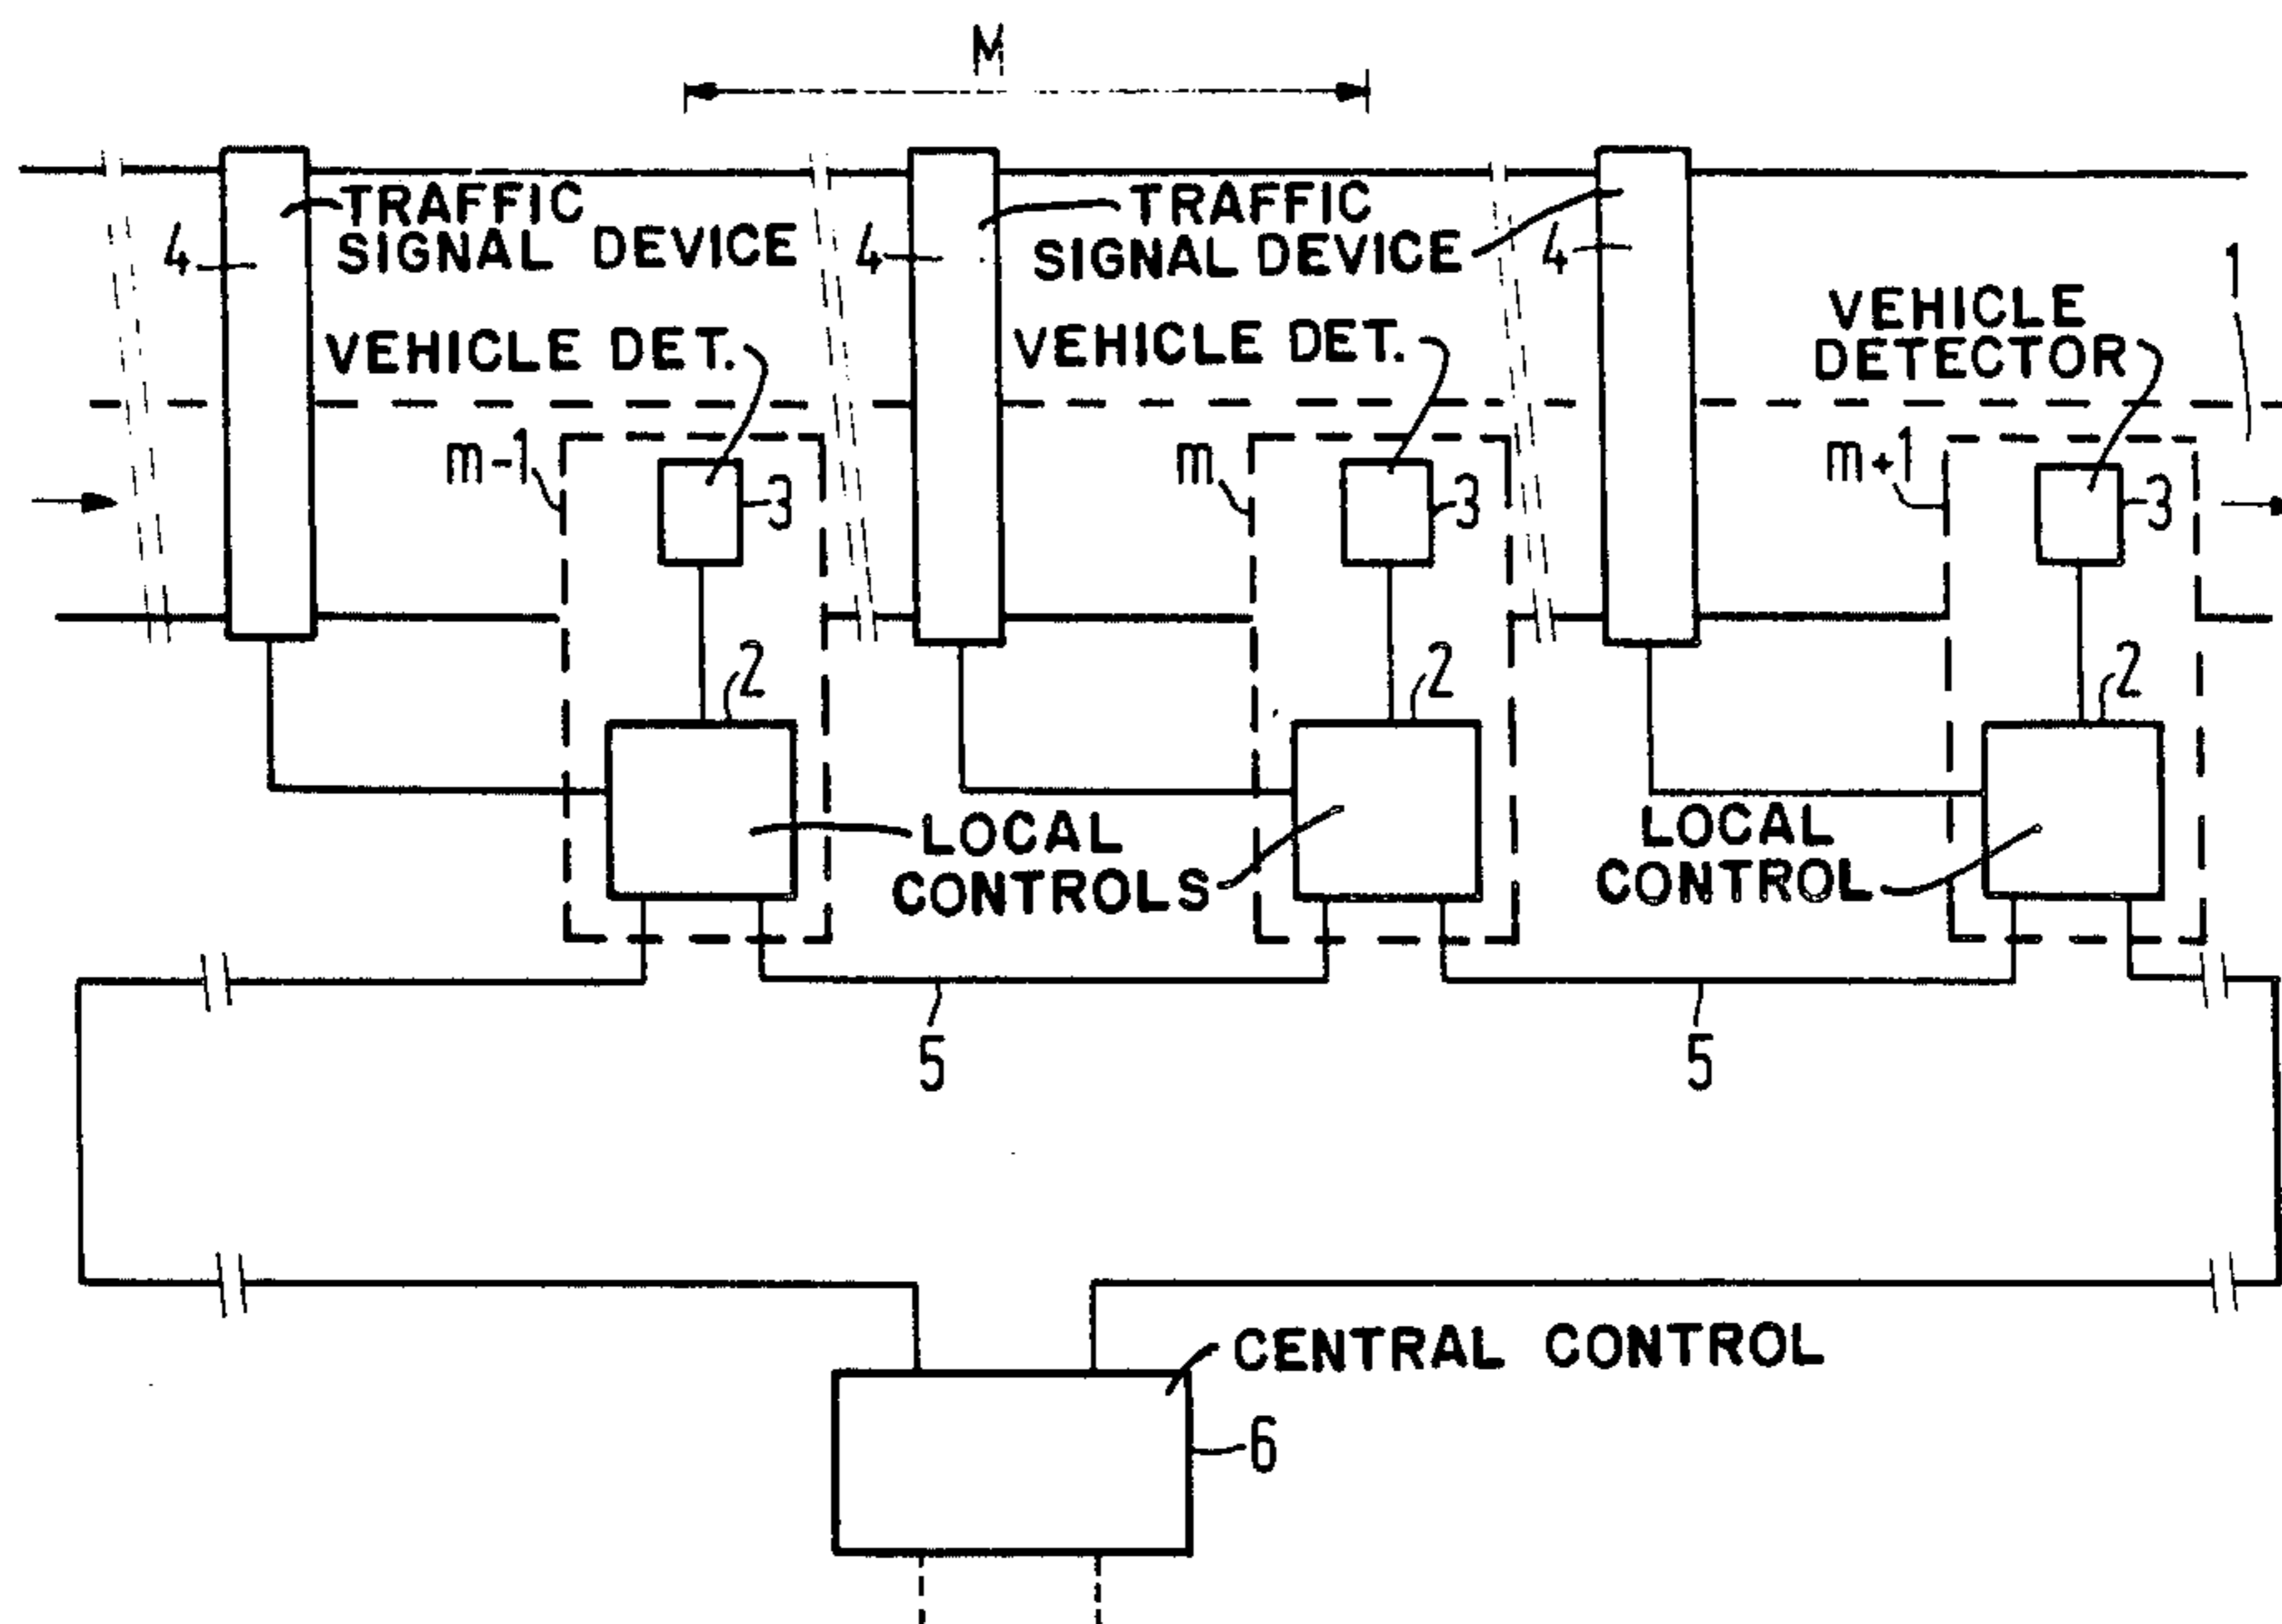 M
TRAFFIC
SIGNAL DEVICE
4
TRAFFIC
SIGNAL DEVICE
4
4
1
VEHICLE DET.
VEHICLE DET.
VEHICLE
DETECTOR
m-1
3
m
3
m+1
3
2
2
2
LOCAL
CONTROLS
LOCAL
CONTROL
5
5
CENTRAL CONTROL
6